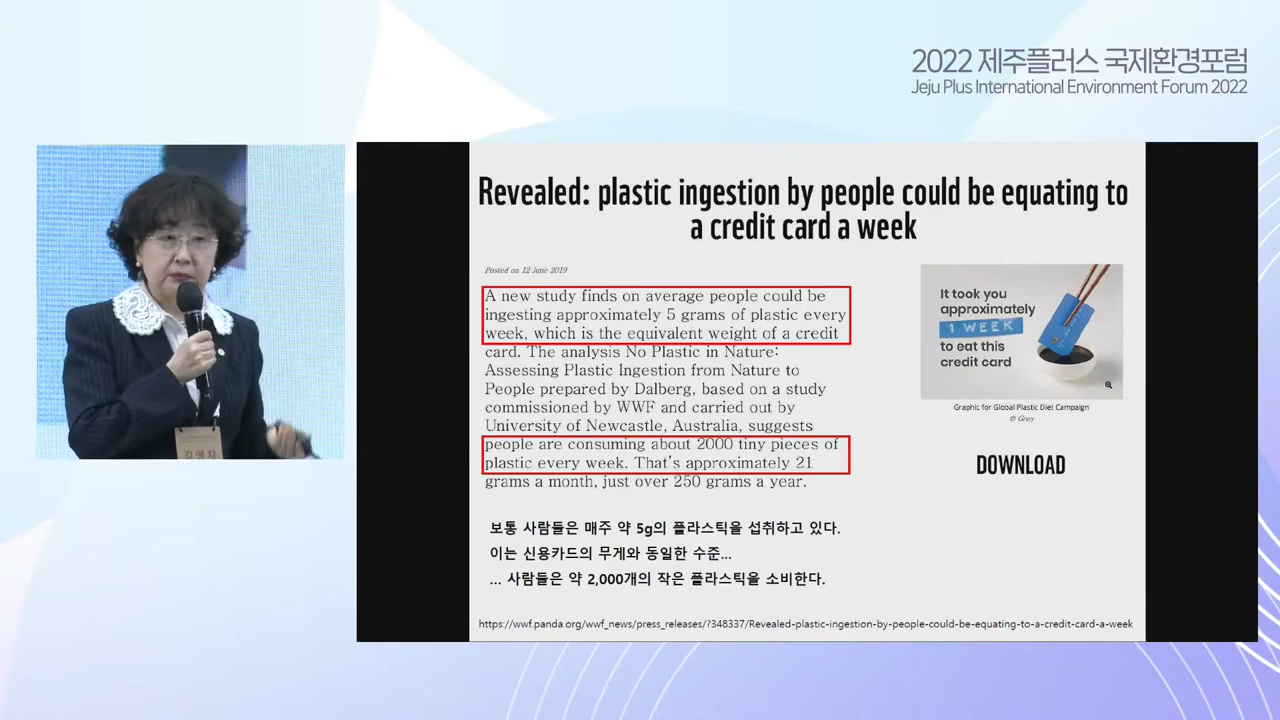 2022 제주플러스 국제환경포럼
Jeju Plus International Environment Forum 2022
Revealed: plastic ingestion by people could be equating to
a credit card a week
Posted on 12 June 2019
A new study finds on average people could be
ingesting approximately 5 grams of plastic every
week, which is the equivalent weight of a credit
card. The analysis No Plastic in Nature:
Assessing Plastic Ingestion from Nature to
People prepared by Dalberg, based on a study
commissioned by WWF and carried out by
University of Newcastle, Australia, suggests
people are consuming about 2000 tiny pieces of
plastic every week. That's approximately 21
grams a month, just over 250 grams a year.
It took you
approximately
1 WEEK
to eat this
credit card
Graphic for Global Plastic Diet Campaign
© Grey
DOWNLOAD
보통 사람들은 매주 약 5g의 플라스틱을 섭취하고 있다.
이는 신용카드의 무게와 동일한 수준...
... 사람들은 약 2,000개의 작은 플라스틱을 소비한다.
https://wwf.panda.org/wwf_news/press_releases/?348337/Revealed-plastic-ingestion-by-people-could-be-equating-to-a-credit-card-a-week